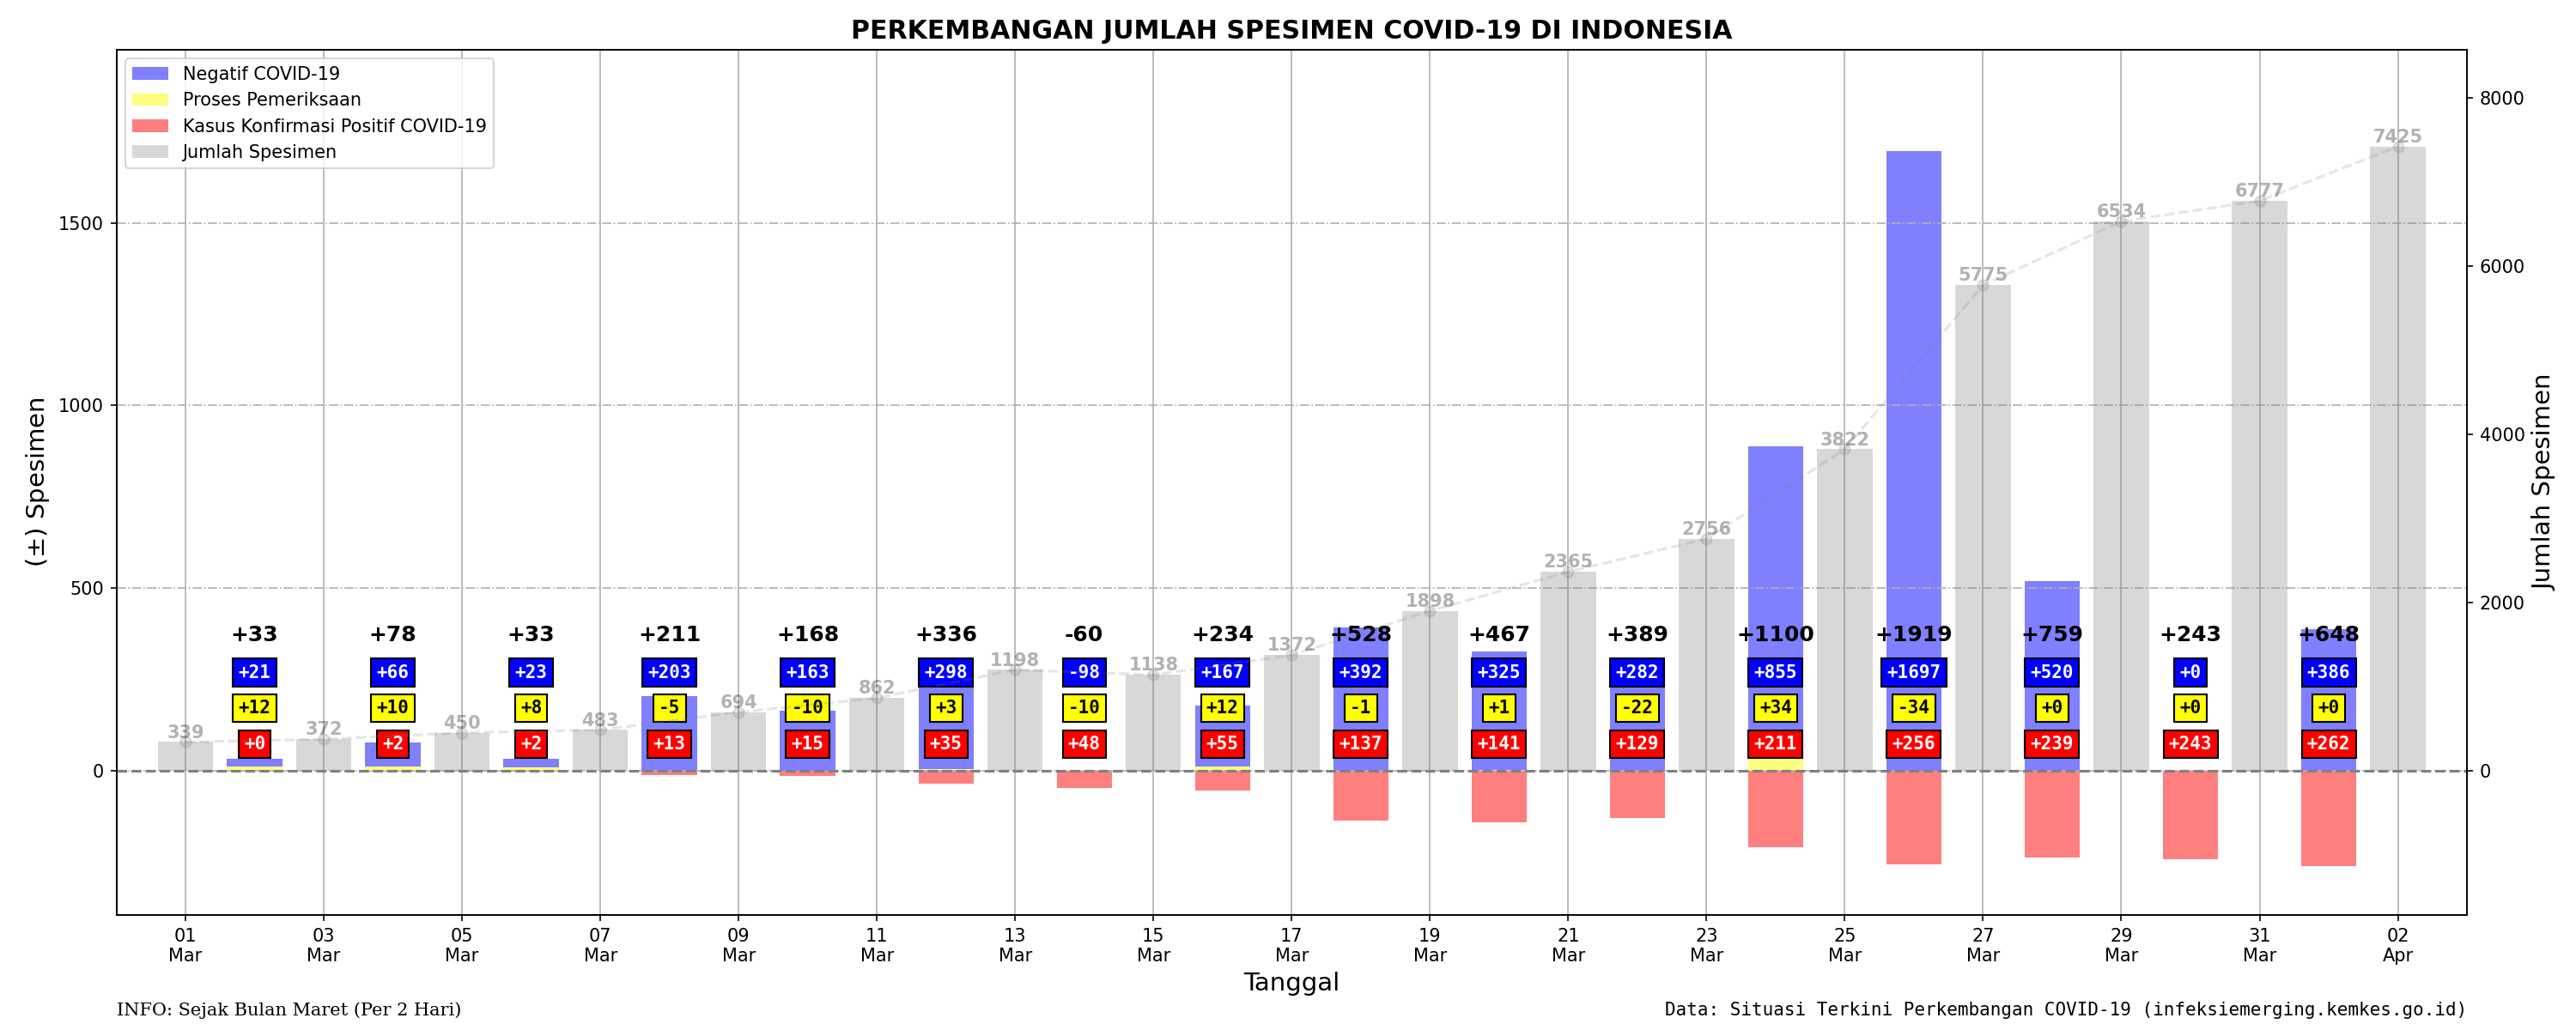 PERKEMBANGAN JUMLAH SPESIMEN COVID-19 DI INDONESIA
Negatif COVID-19
Proses Pemeriksaan
Kasus Konfirmasi Positif COVID-19
Jumlah Spesimen
(±) Spesimen
1500
1000
500
0
8000
6000
4000
2000
0
Jumlah Spesimen
339
372
450
483
694
862
1198
1138
1372
1898
2365
2756
3822
5775
6534
6777
7425
+33 +78 +33 +211 +168 +336 -60 +234 +528 +467 +389 +1100 +1919 +759 +243 +648
+21 +66 +23 +203 +163 +298 -98 +167 +392 +325 +282 +855 +1697 +520 +0 +386
+12 +10 +8 -5 -10 +3 -10 +12 -1 +1 -22 +34 -34 +0 +0 +0
+0 +2 +2 +13 +15 +35 +48 +55 +137 +141 +129 +211 +256 +239 +243 +262
01 03 05 07 09 11 13 15 17 19 21 23 25 27 29 31 02
Mar Mar Mar Mar Mar Mar Mar Mar Mar Mar Mar Mar Mar Mar Mar Mar Apr
Tanggal
INFO: Sejak Bulan Maret (Per 2 Hari)
Data: Situasi Terkini Perkembangan COVID-19 (infeksiemerging.kemkes.go.id)